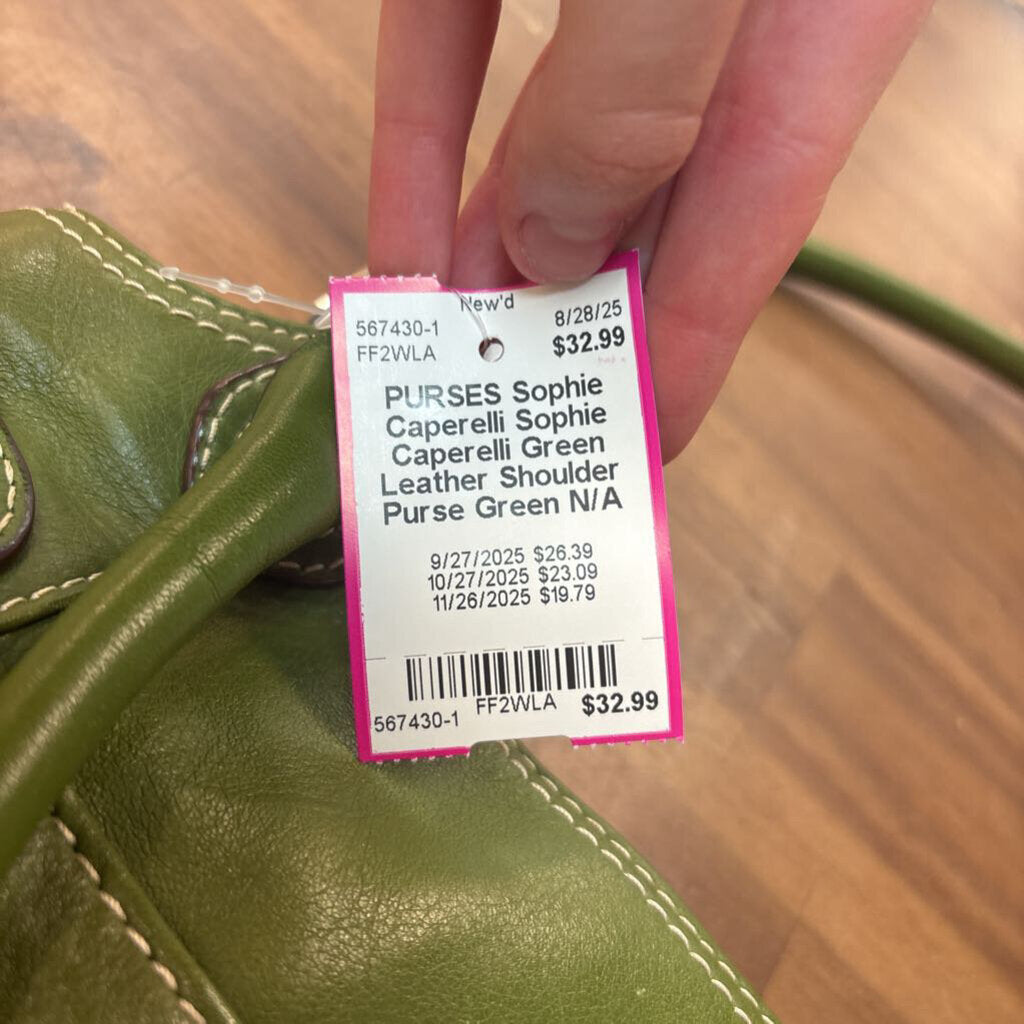 New'd
567430-1
8/28/25
FF2WLA
$32.99
PURSES Sophie
Caperelli Sophie
Caperelli Green
Leather Shoulder
Purse Green N/A
9/27/2025 $26.39
10/27/2025 $23.09
11/26/2025 $19.79
567430-1
FF2WLA
$32.99